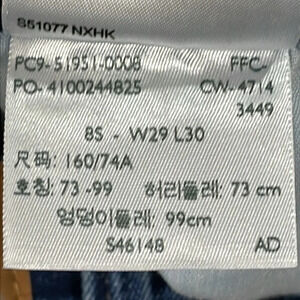 S51077 NXHK
PC9-51951-0008 FFC-
PO-4100244825 CW-4714
3449
8S - W29 L30
尺码: 160/74A
호칭: 73 -99 허리둘레: 73 cm
엉덩이둘레: 99cm
S46148 AD